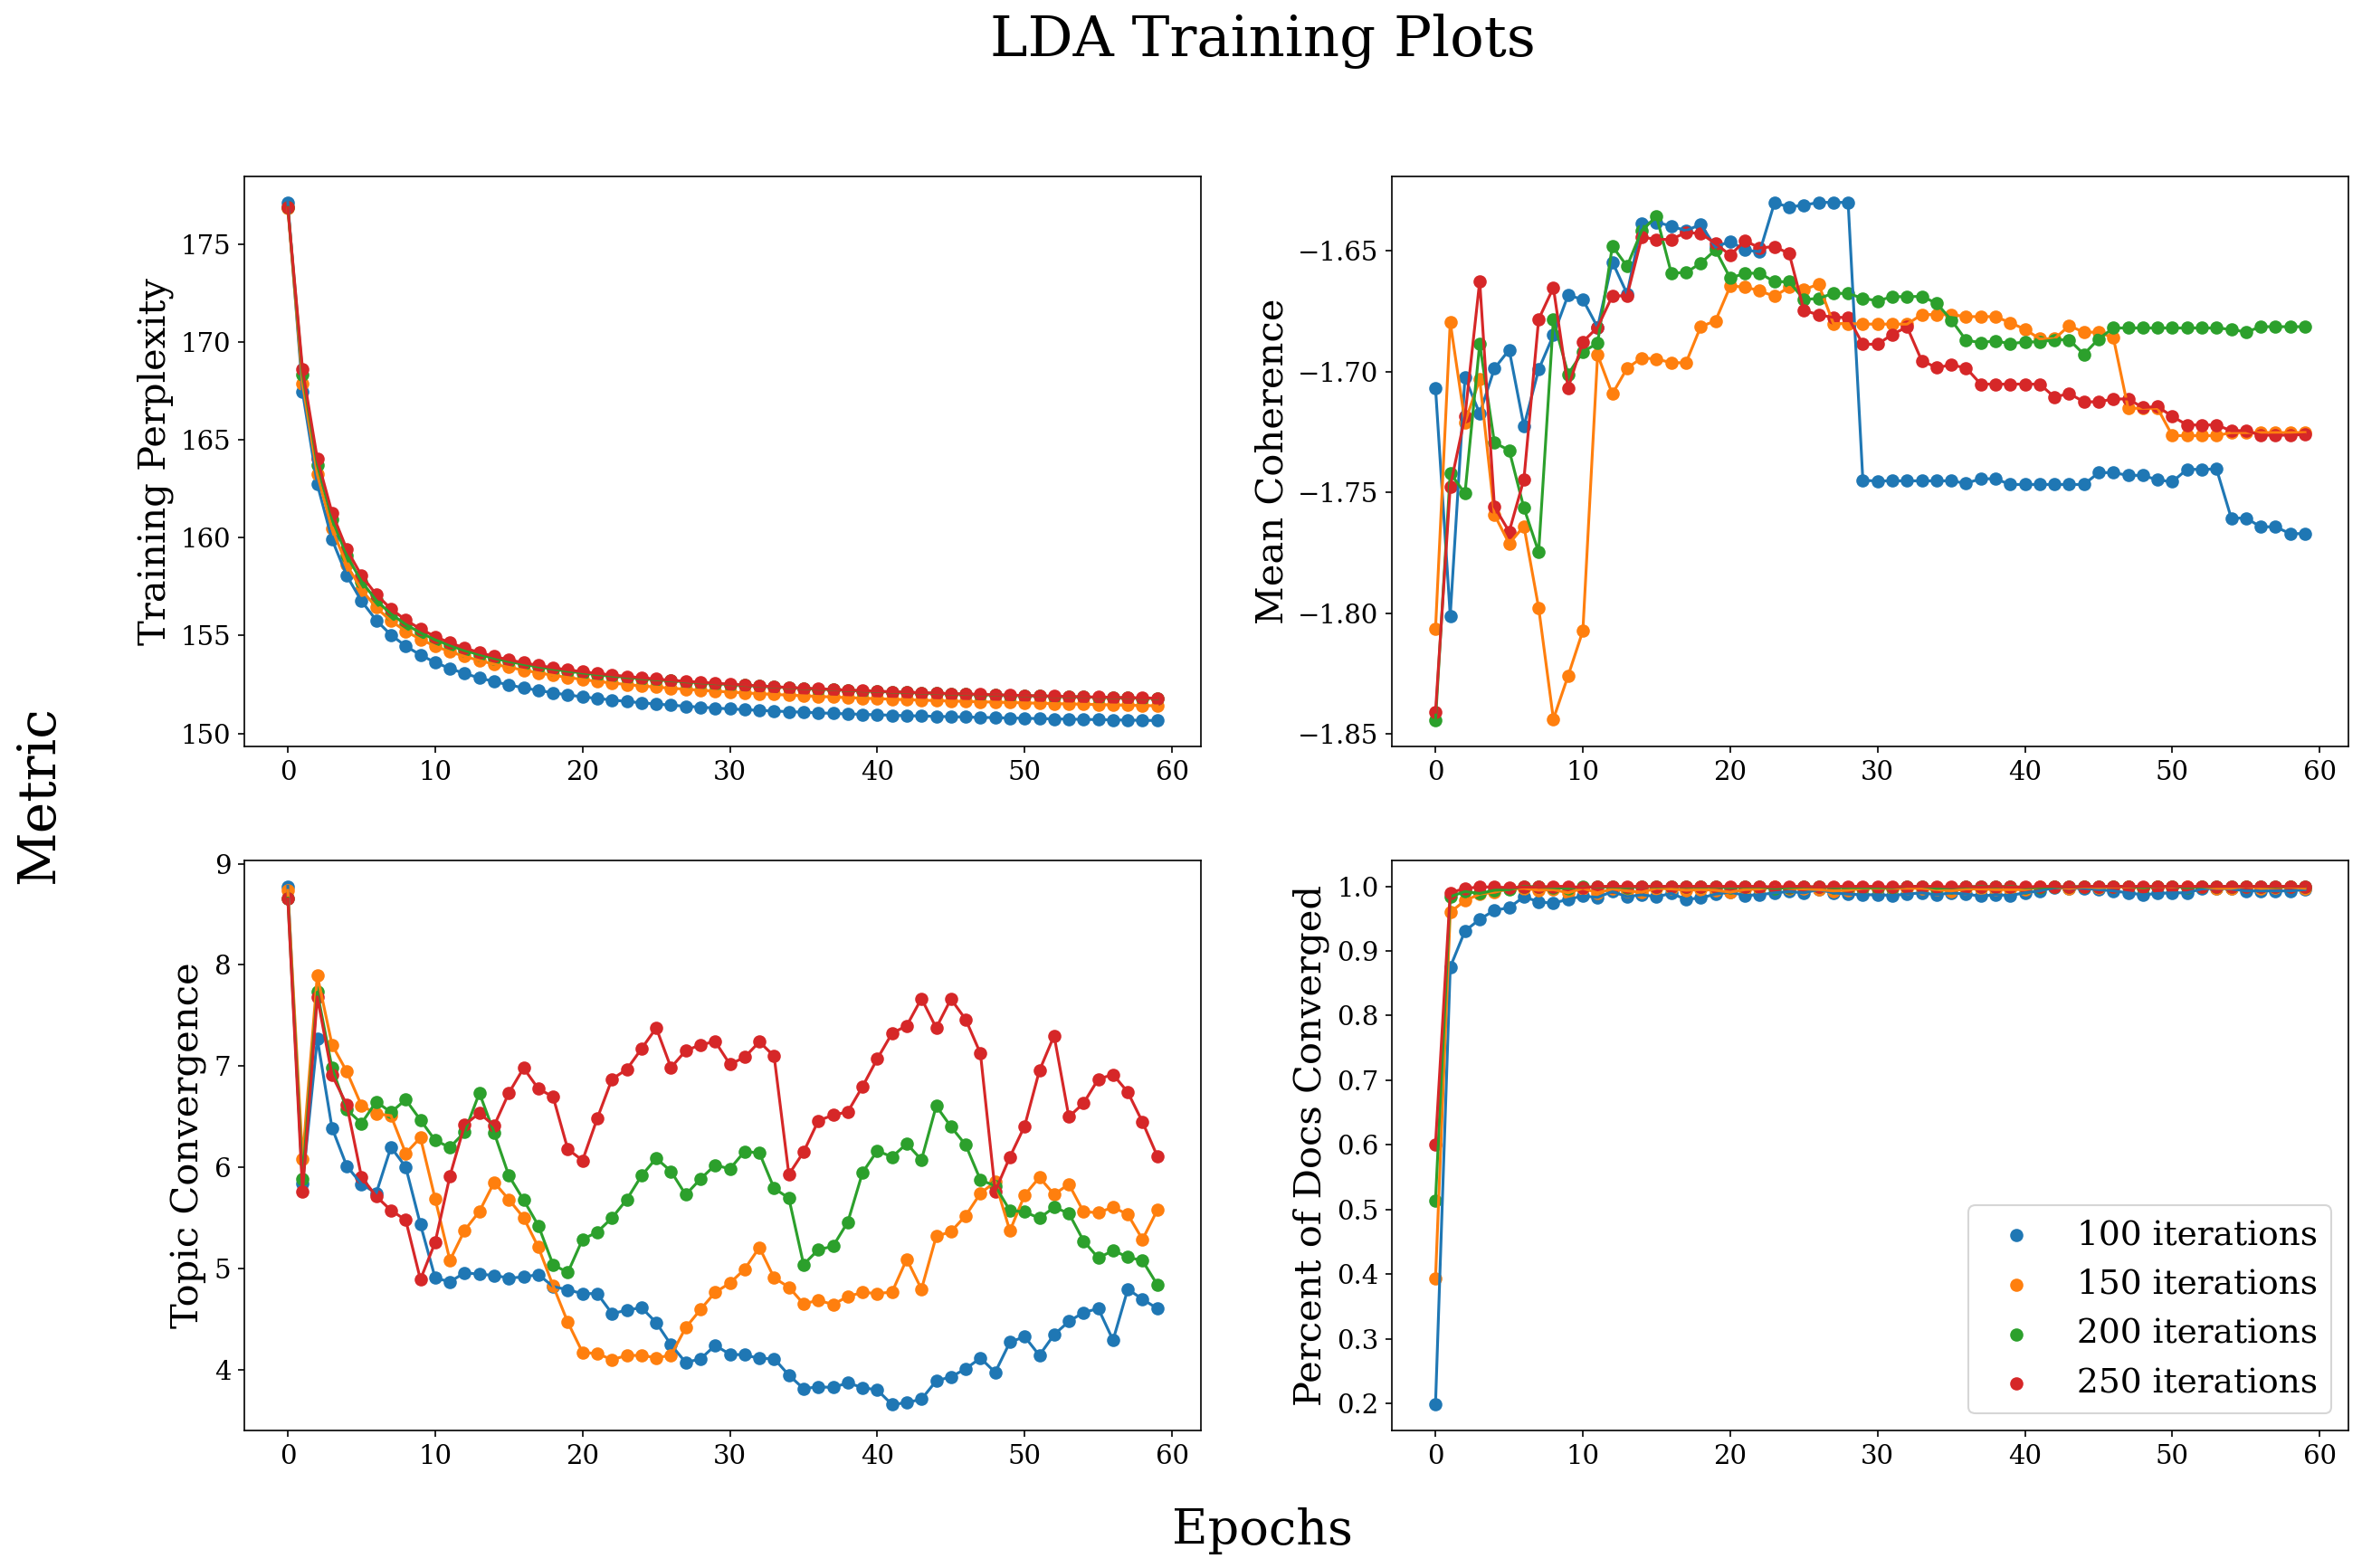 LDA Training Plots
Metric
Training Perplexity
175
170
165
160
155
150
0 10 20 30 40 50 60
Mean Coherence
−1.65
−1.70
−1.75
−1.80
−1.85
0 10 20 30 40 50 60
Topic Convergence
9
8
7
6
5
4
0 10 20 30 40 50 60
Percent of Docs Converged
1.0
0.9
0.8
0.7
0.6
0.5
0.4
0.3
0.2
0 10 20 30 40 50 60
100 iterations
150 iterations
200 iterations
250 iterations
Epochs